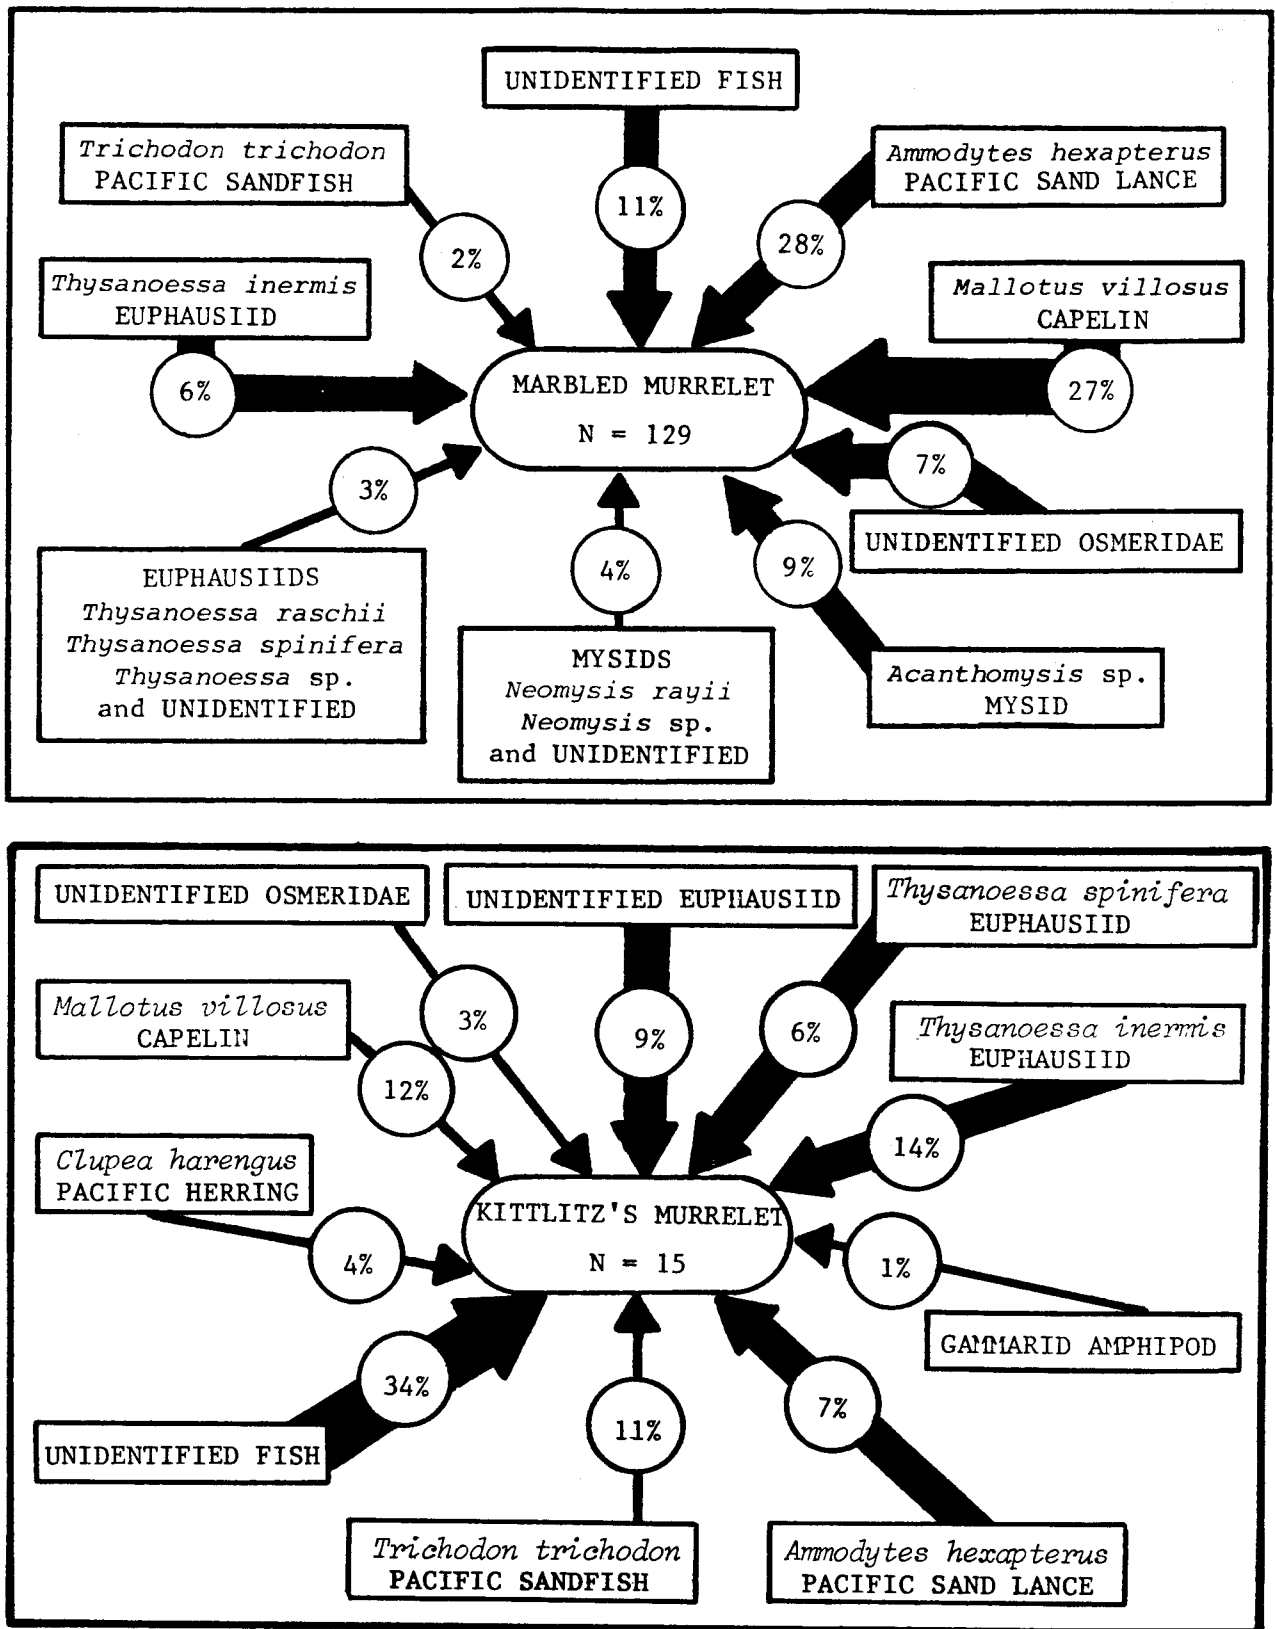 UNIDENTIFIED FISH
Trichodon trichodon
PACIFIC SANDFISH
Ammodytes hexapterus
PACIFIC SAND LANCE
11%
2%
28%
Thysanoessa inermis
EUPHAUSIID
Mallotus villosus
CAPELIN
6%
MARBLED MURRELET
N = 129
27%
7%
3%
UNIDENTIFIED OSMERIDAE
4%
9%
EUPHAUSIIDS
Thysanoessa raschii
Thysanoessa spinifera
Thysanoessa sp.
and UNIDENTIFIED
MYSIDS
Neomysis rayii
Neomysis sp.
and UNIDENTIFIED
Acanthomysis sp.
MYSID
UNIDENTIFIED OSMERIDAE
UNIDENTIFIED EUPHAUSIID
Thysanoessa spinifera
EUPHAUSIID
Mallotus villosus
CAPELIN
3%
9%
6%
Thysanoessa inermis
EUPHAUSIID
12%
14%
Clupea harengus
PACIFIC HERRING
KITTLITZ'S MURRELET
N = 15
4%
1%
GAMMARID AMPHIPOD
34%
11%
7%
UNIDENTIFIED FISH
Trichodon trichodon
PACIFIC SANDFISH
Ammodytes hexapterus
PACIFIC SAND LANCE